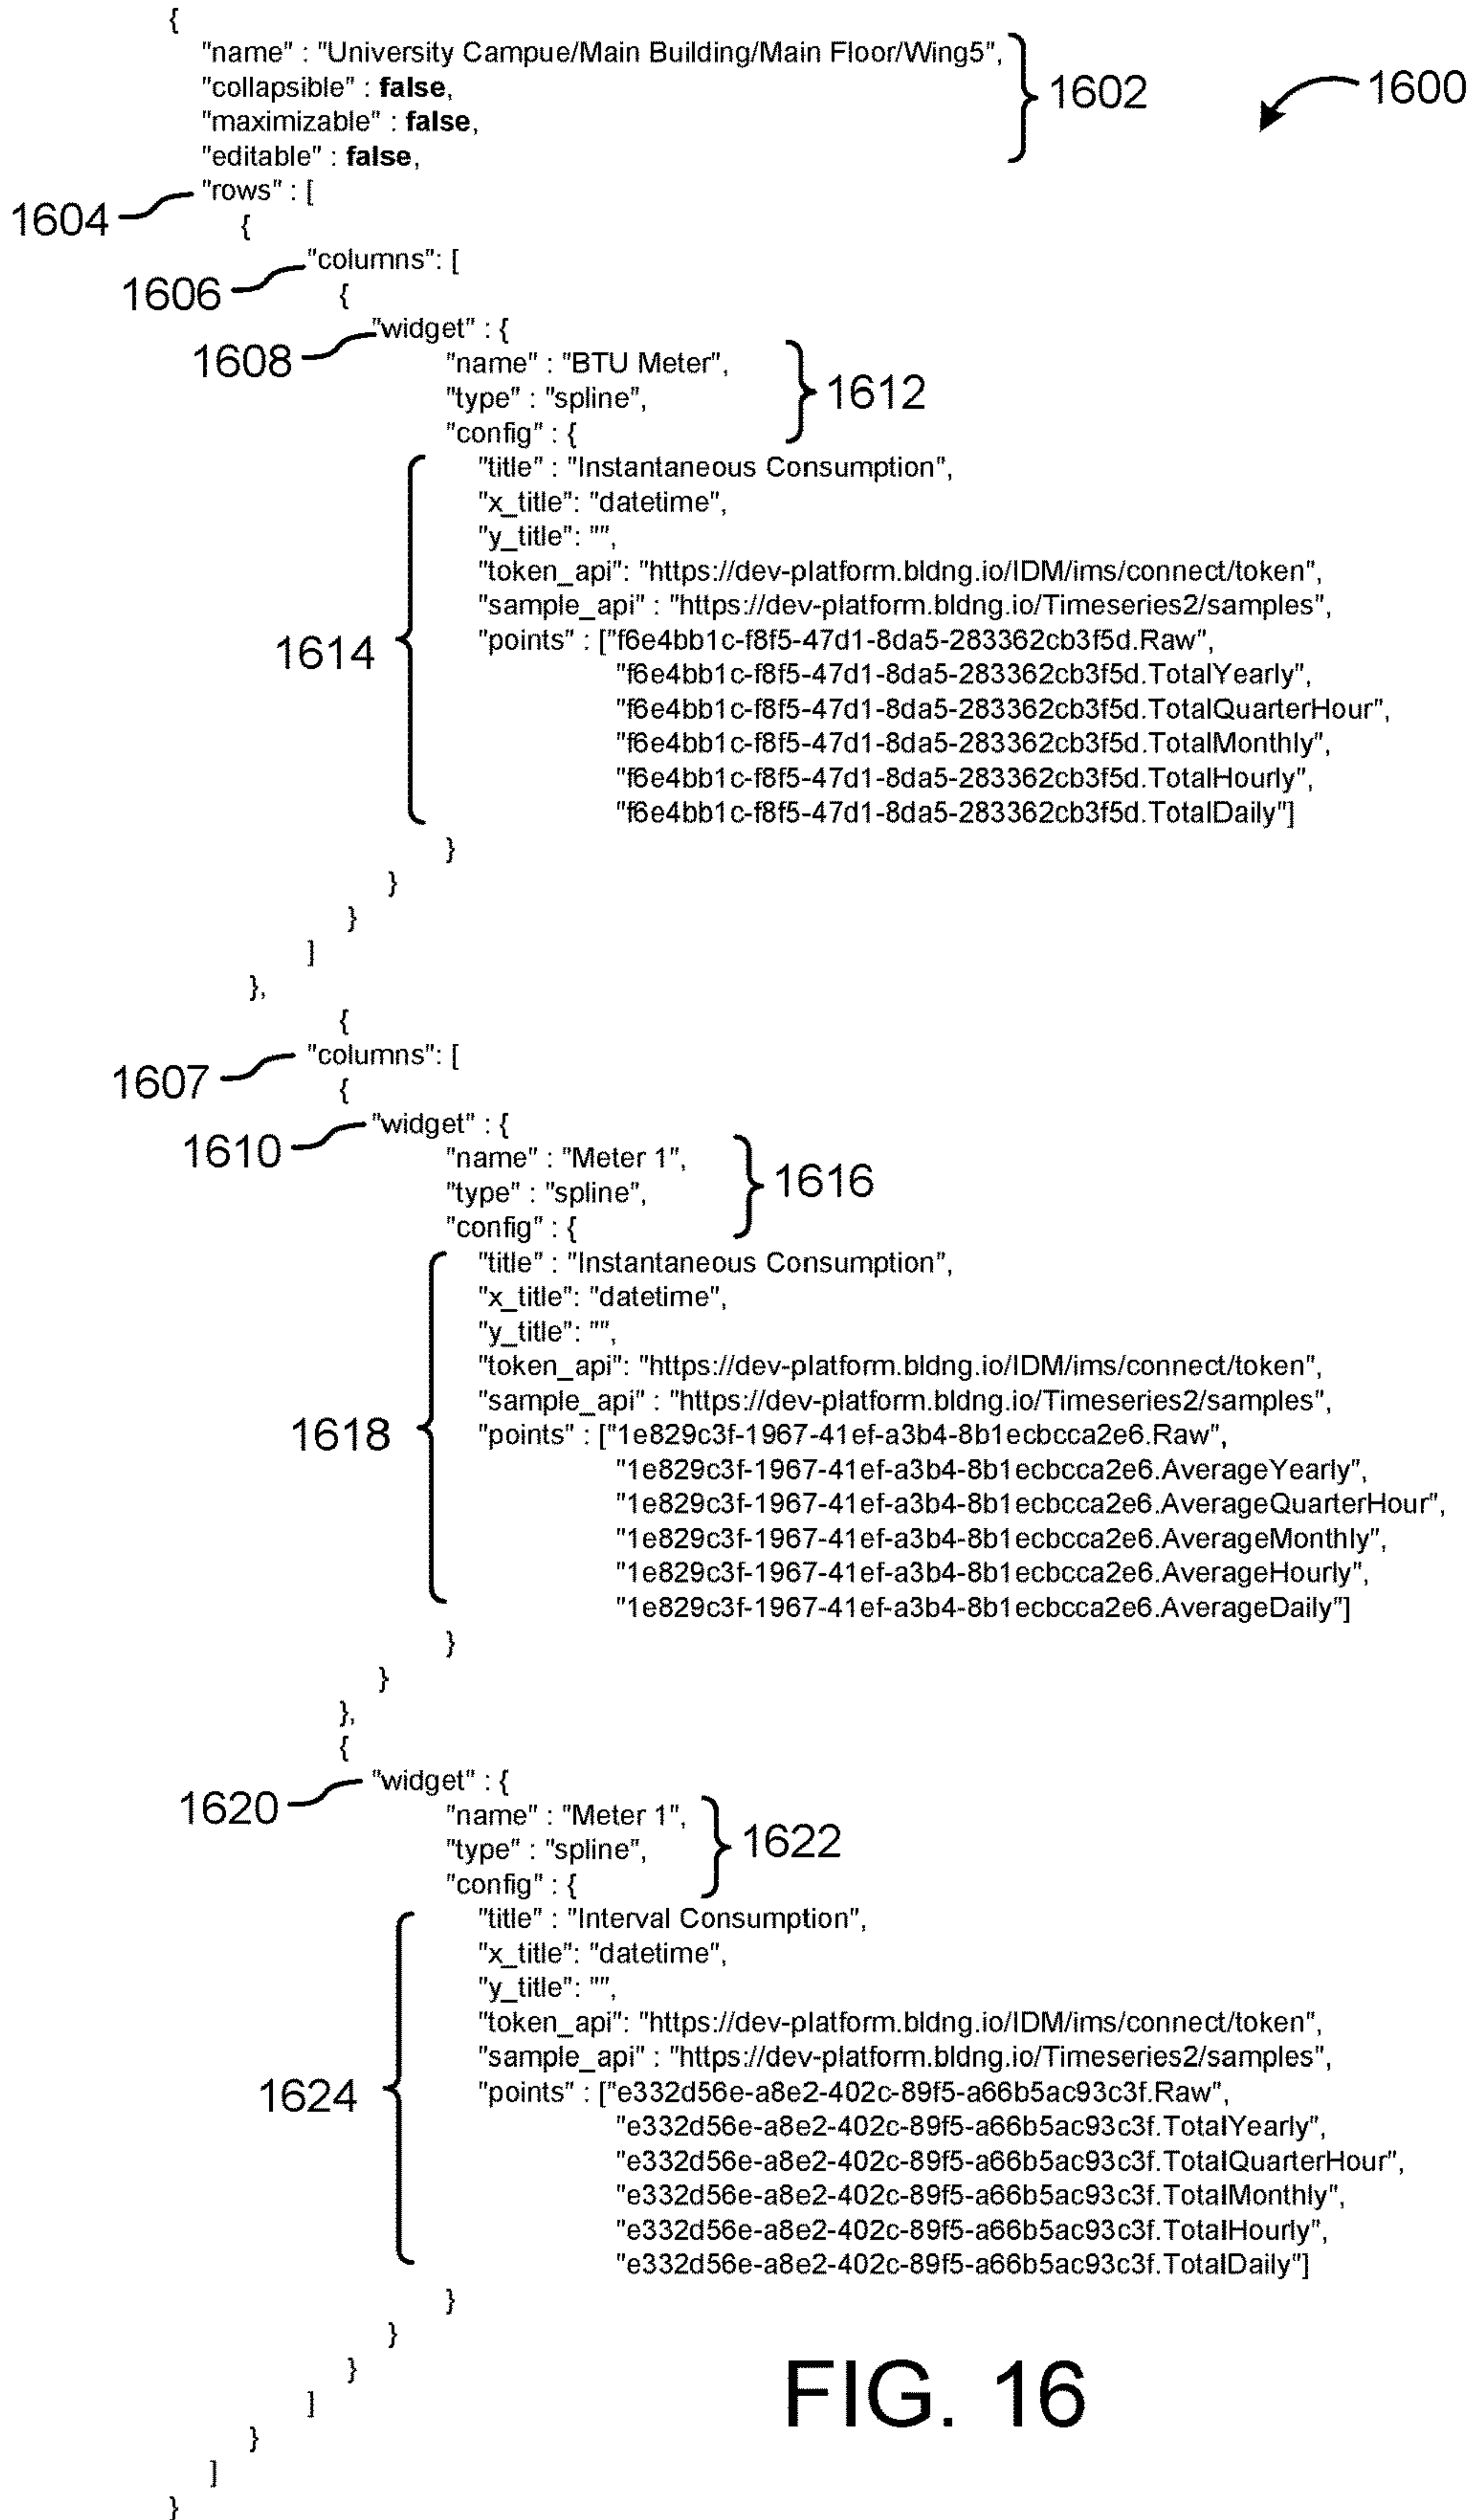 {
"name" : "University Campue/Main Building/Main Floor/Wing5",
"collapsible" : false,
1602
1600
"maximizable" : false,
"editable" : false,
"rows" : [
1604
{
"columns": [
1606
{
"widget" : {
1608
"name" : "BTU Meter",
"type" : "spline",
1612
"config" : {
"title" : "Instantaneous Consumption",
"x_title": "datetime",
"y_title": "",
"token_api": "https://dev-platform.bldng.io/IDM/ims/connect/token",
"sample_api" : "https://dev-platform.bldng.io/Timeseries2/samples",
1614
"points" : ["f6e4bb1c-f8f5-47d1-8da5-283362cb3f5d.Raw",
"f6e4bb1c-f8f5-47d1-8da5-283362cb3f5d.TotalYearly",
"f6e4bb1c-f8f5-47d1-8da5-283362cb3f5d.TotalQuarterHour",
"f6e4bb1c-f8f5-47d1-8da5-283362cb3f5d.TotalMonthly",
"f6e4bb1c-f8f5-47d1-8da5-283362cb3f5d.TotalHourly",
"f6e4bb1c-f8f5-47d1-8da5-283362cb3f5d.TotalDaily"]
}
}
}
]
},
{
"columns": [
1607
{
"widget" : {
1610
"name" : "Meter 1",
"type" : "spline",
1616
"config" : {
"title" : "Instantaneous Consumption",
"x_title": "datetime",
"y_title": "",
"token_api": "https://dev-platform.bldng.io/IDM/ims/connect/token",
"sample_api" : "https://dev-platform.bldng.io/Timeseries2/samples",
1618
"points" : ["1e829c3f-1967-41ef-a3b4-8b1ecbcca2e6.Raw",
"1e829c3f-1967-41ef-a3b4-8b1ecbcca2e6.AverageYearly",
"1e829c3f-1967-41ef-a3b4-8b1ecbcca2e6.AverageQuarterHour",
"1e829c3f-1967-41ef-a3b4-8b1ecbcca2e6.AverageMonthly",
"1e829c3f-1967-41ef-a3b4-8b1ecbcca2e6.AverageHourly",
"1e829c3f-1967-41ef-a3b4-8b1ecbcca2e6.AverageDaily"]
}
}
},
{
"widget" : {
1620
"name" : "Meter 1",
"type" : "spline",
1622
"config" : {
"title" : "Interval Consumption",
"x_title": "datetime",
"y_title": "",
"token_api": "https://dev-platform.bldng.io/IDM/ims/connect/token",
"sample_api" : "https://dev-platform.bldng.io/Timeseries2/samples",
1624
"points" : ["e332d56e-a8e2-402c-89f5-a66b5ac93c3f.Raw",
"e332d56e-a8e2-402c-89f5-a66b5ac93c3f.TotalYearly",
"e332d56e-a8e2-402c-89f5-a66b5ac93c3f.TotalQuarterHour",
"e332d56e-a8e2-402c-89f5-a66b5ac93c3f.TotalMonthly",
"e332d56e-a8e2-402c-89f5-a66b5ac93c3f.TotalHourly",
"e332d56e-a8e2-402c-89f5-a66b5ac93c3f.TotalDaily"]
}
}
}
]
}
]
}
FIG. 16